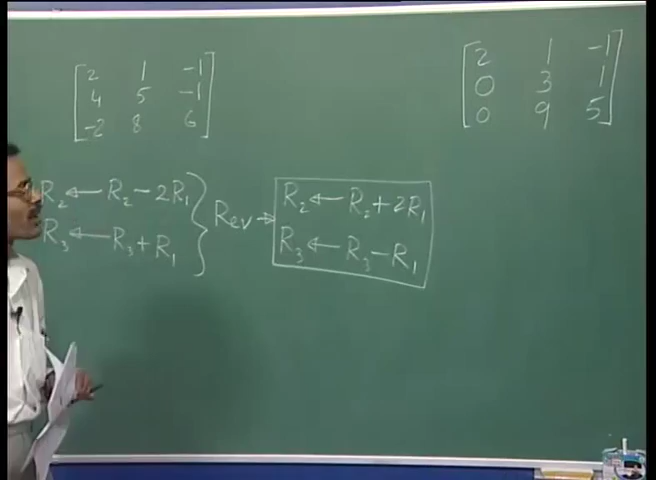 2 1 -1
4 5 -1
-2 8 6
2 1 -1
0 3 1
0 9 5
R₂ ← R₂ - 2R₁
R₃ ← R₃ + R₁
Rev →
R₂ ← R₂ + 2R₁
R₃ ← R₃ - R₁